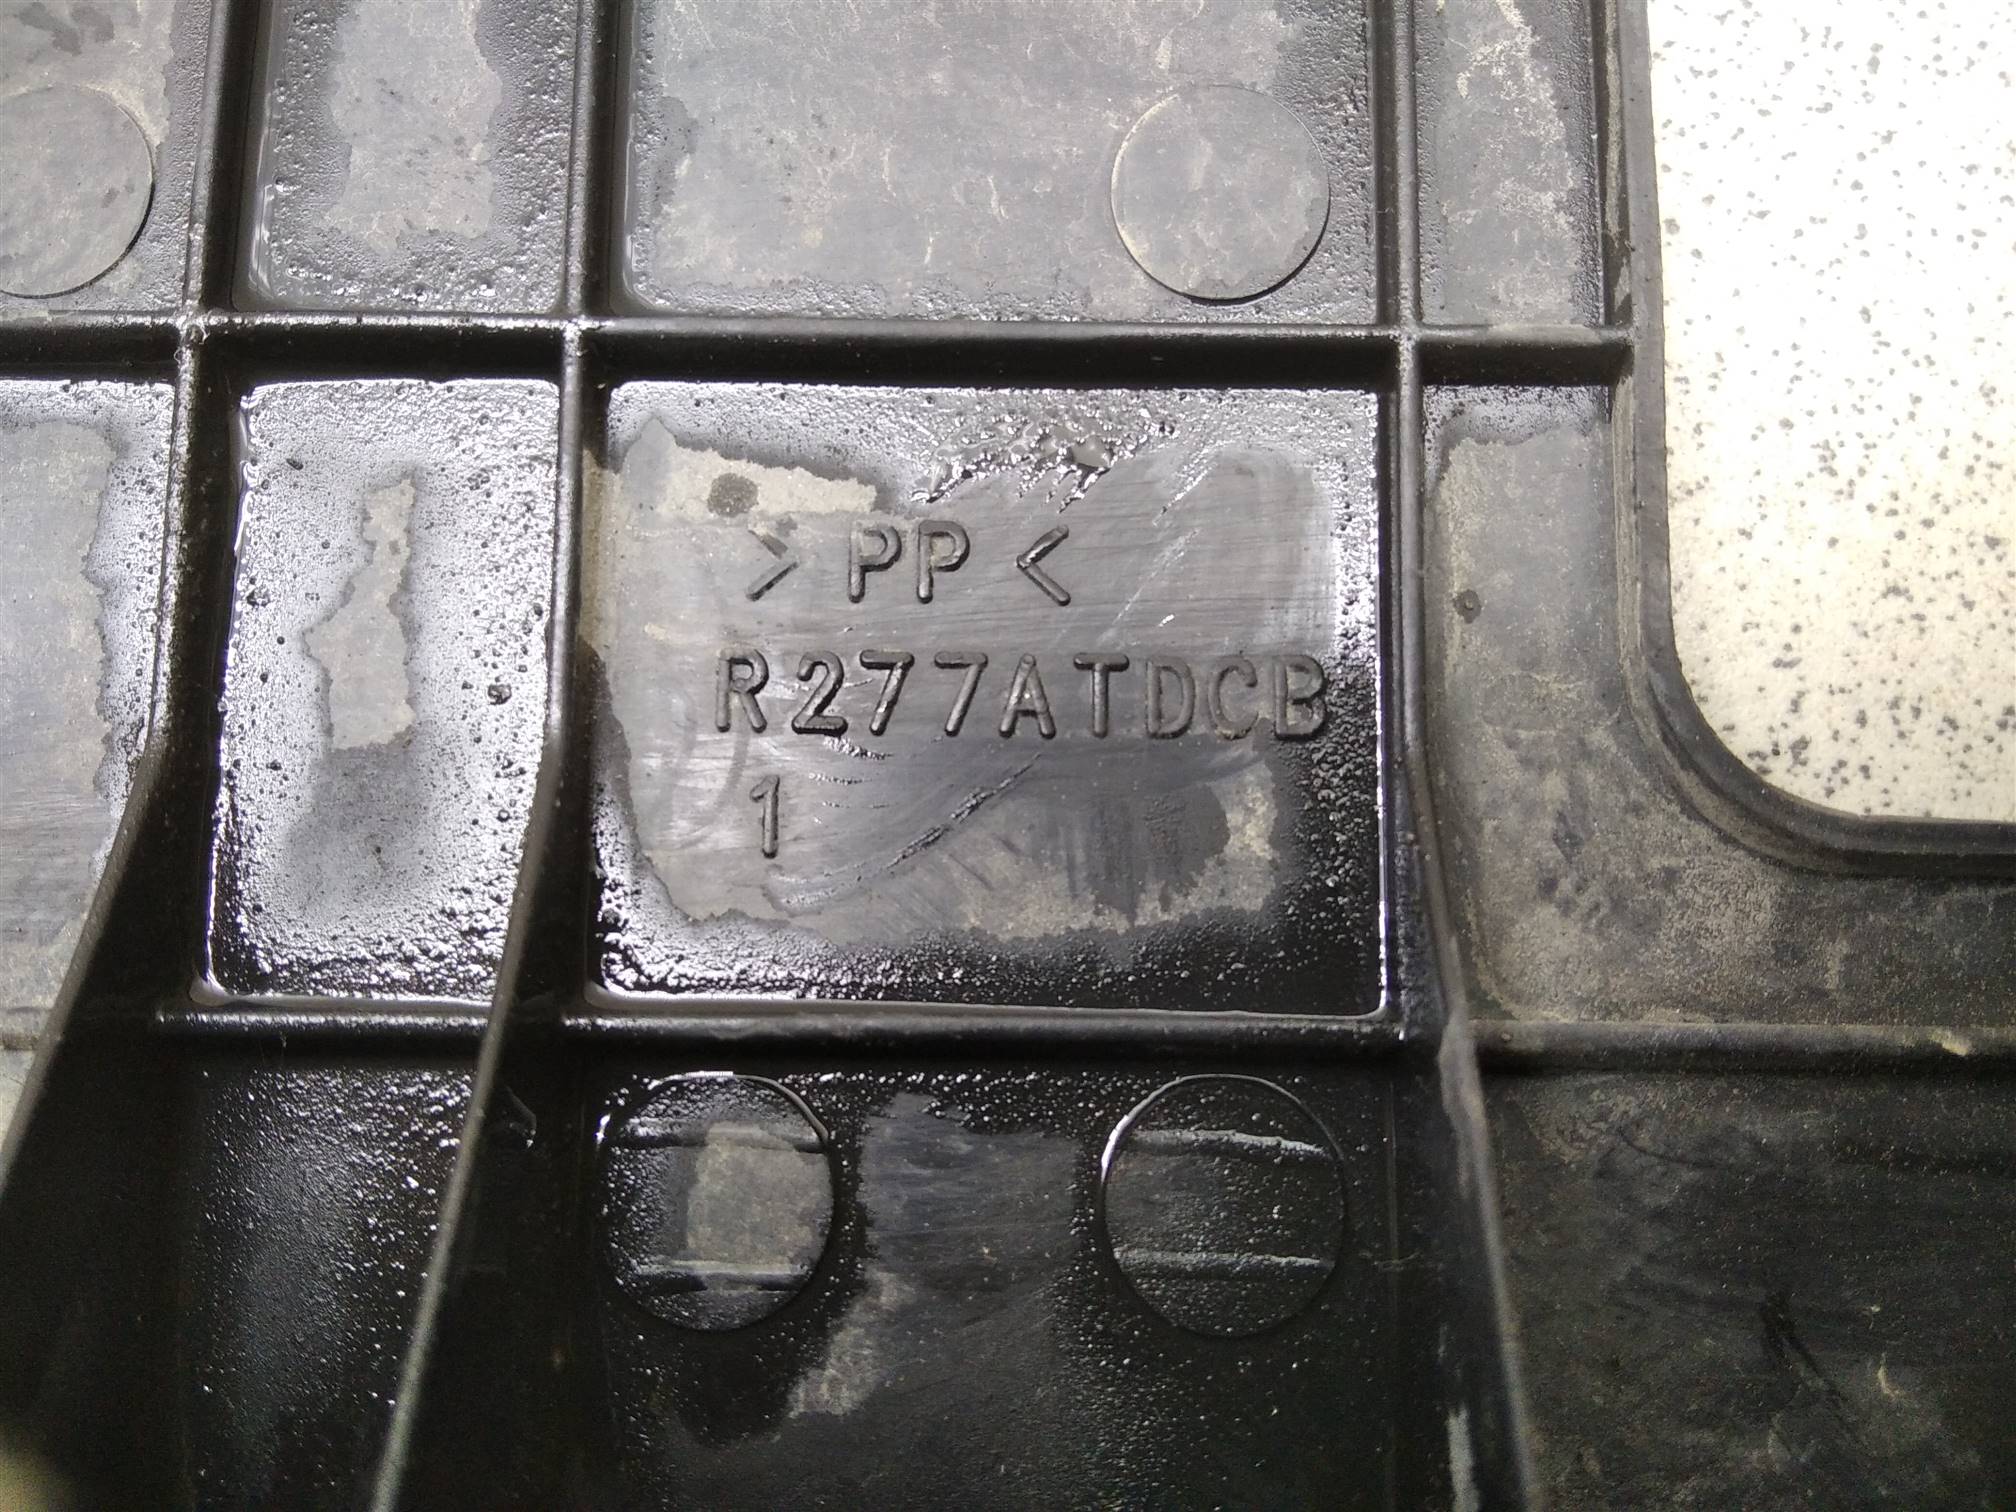 > PP <
R277ATDCB
1